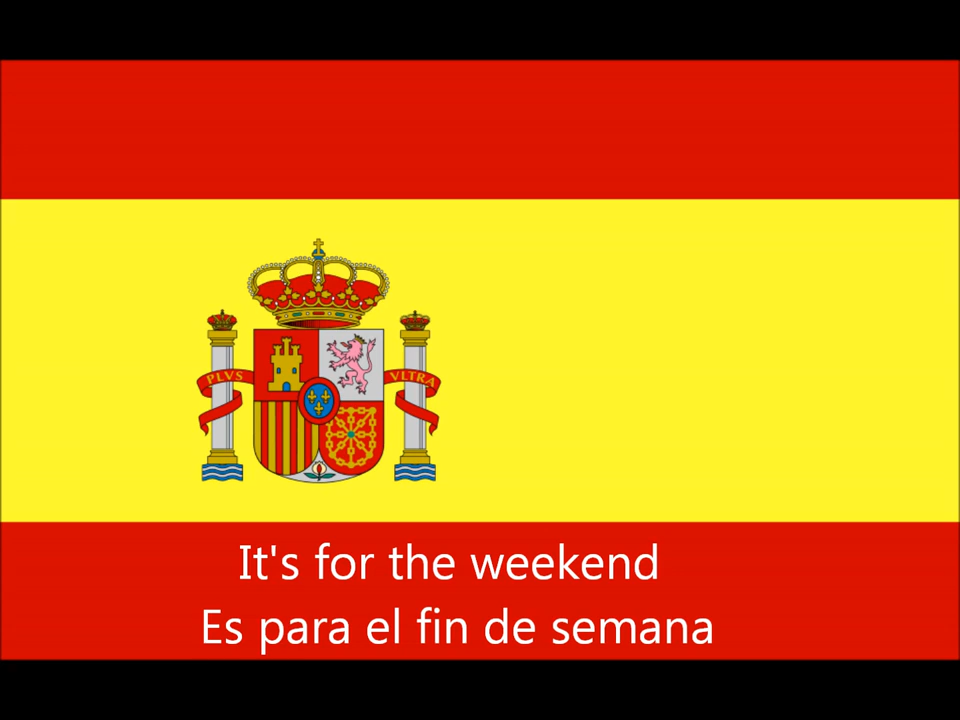 PLVS VLTRA
It's for the weekend
Es para el fin de semana